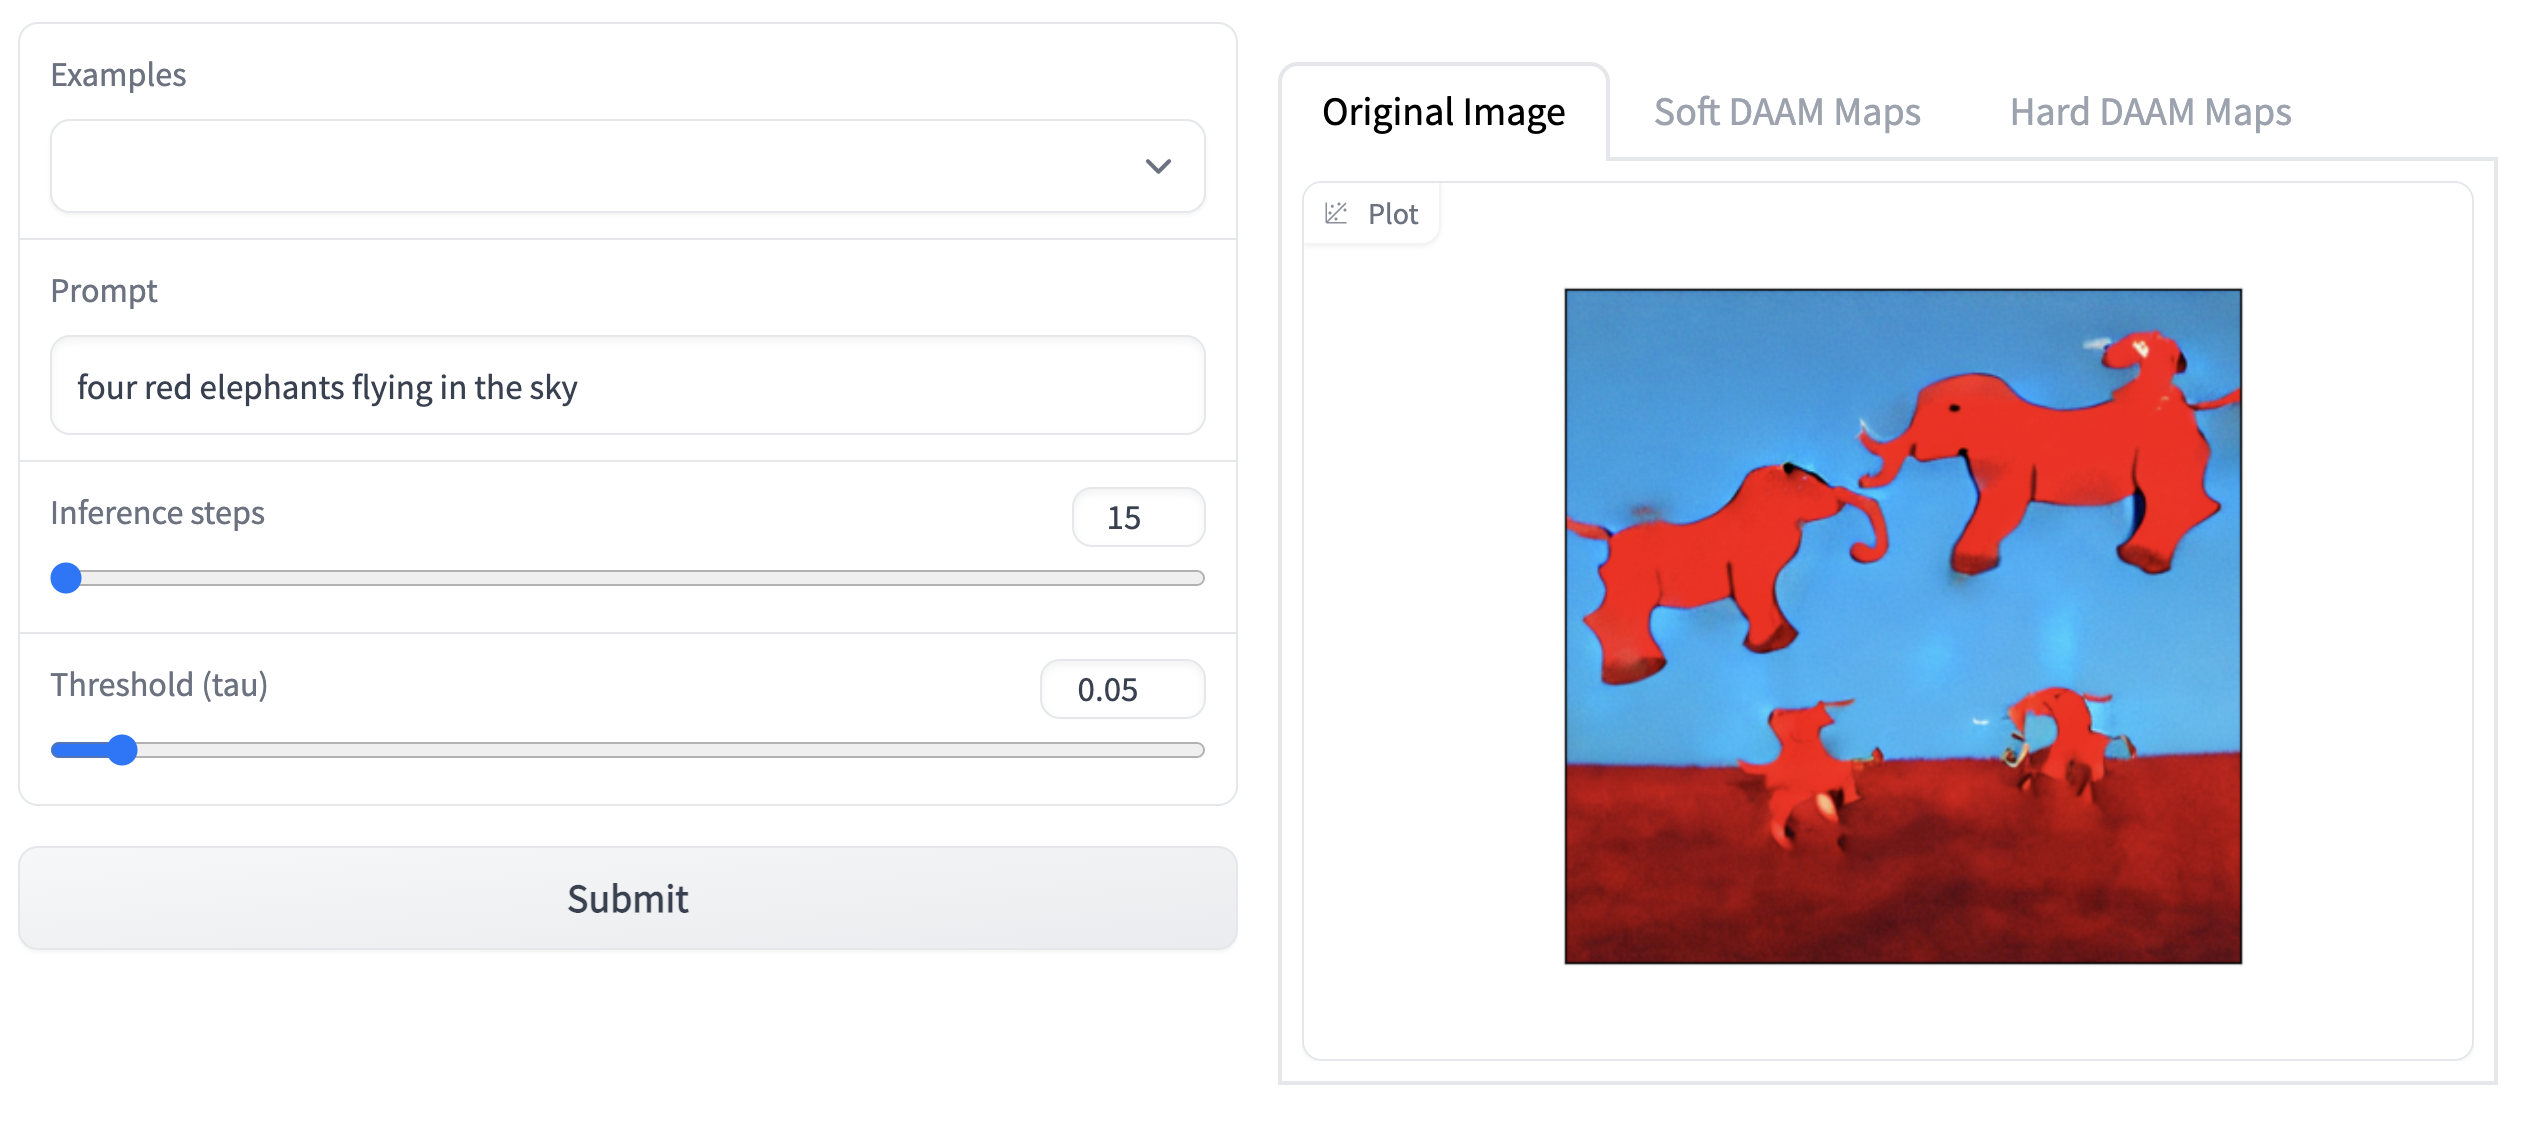 Examples
Prompt
four red elephants flying in the sky
Inference steps
15
Threshold (tau)
0.05
Submit
Original Image
Soft DAAM Maps
Hard DAAM Maps
Plot